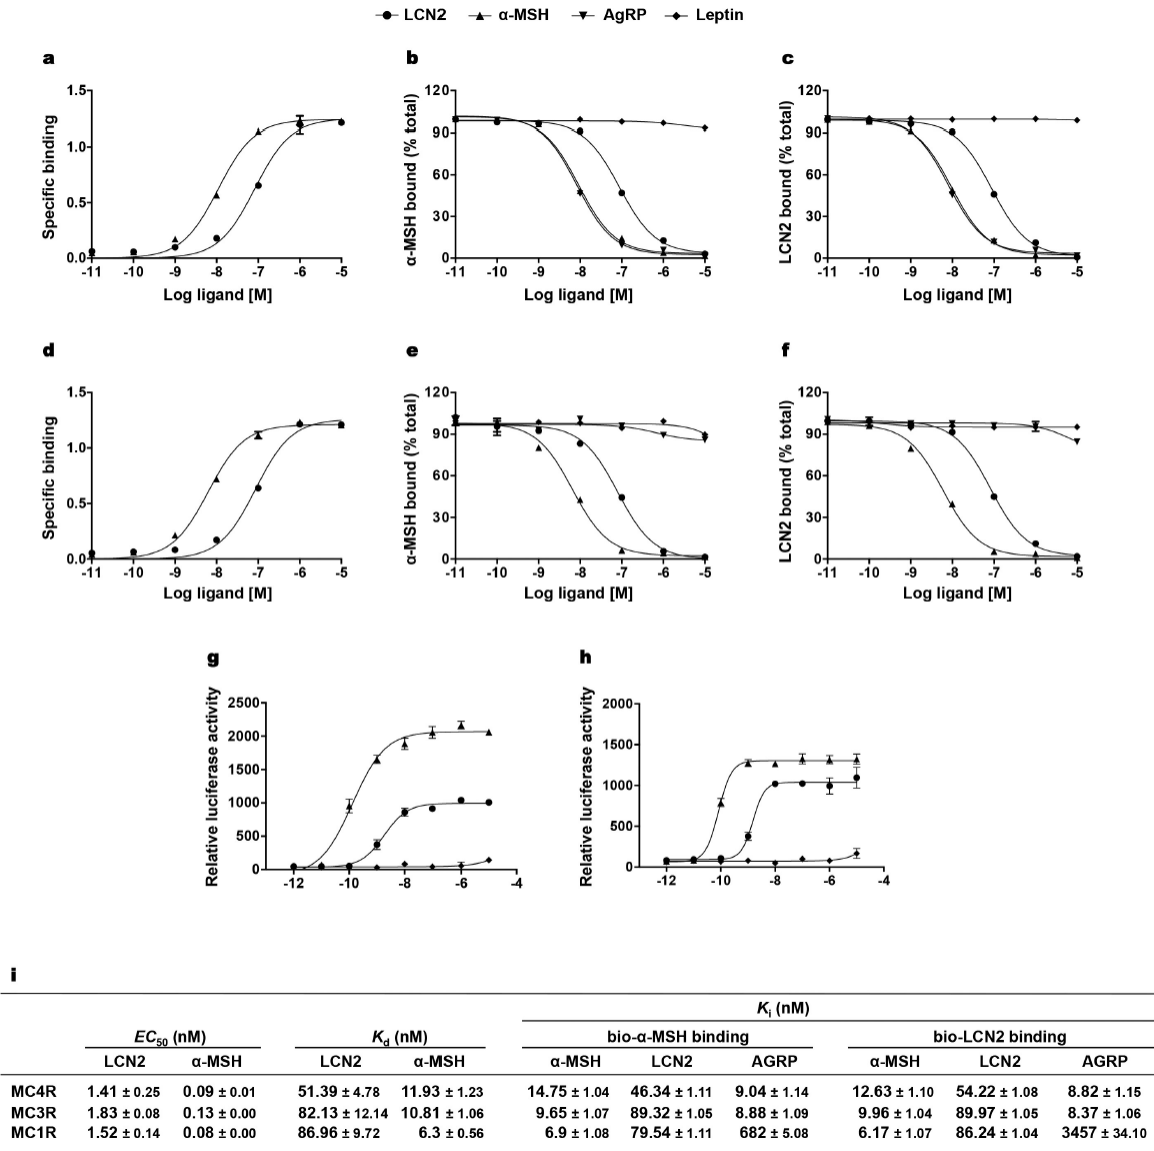 LCN2 α-MSH AgRP Leptin
a b c
1.5
1.0
0.5
0.0
Specific binding
-11 -10 -9 -8 -7 -6 -5
Log ligand [M]
120
90
60
30
0
α-MSH bound (% total)
-11 -10 -9 -8 -7 -6 -5
Log ligand [M]
120
90
60
30
0
LCN2 bound (% total)
-11 -10 -9 -8 -7 -6 -5
Log ligand [M]
d e f
1.5
1.0
0.5
0.0
Specific binding
-11 -10 -9 -8 -7 -6 -5
Log ligand [M]
120
90
60
30
0
α-MSH bound (% total)
-11 -10 -9 -8 -7 -6 -5
Log ligand [M]
120
90
60
30
0
LCN2 bound (% total)
-11 -10 -9 -8 -7 -6 -5
Log ligand [M]
g h
2500
2000
1500
1000
500
0
Relative luciferase activity
-12 -10 -8 -6 -4
2000
1500
1000
500
0
Relative luciferase activity
-12 -10 -8 -6 -4
i
Ki (nM)
EC50 (nM) Kd (nM) bio-α-MSH binding bio-LCN2 binding
LCN2 α-MSH LCN2 α-MSH α-MSH LCN2 AGRP α-MSH LCN2 AGRP
MC4R 1.41 ± 0.25 0.09 ± 0.01 51.39 ± 4.78 11.93 ± 1.23 14.75 ± 1.04 46.34 ± 1.11 9.04 ± 1.14 12.63 ± 1.10 54.22 ± 1.08 8.82 ± 1.15
MC3R 1.83 ± 0.08 0.13 ± 0.00 82.13 ± 12.14 10.81 ± 1.06 9.65 ± 1.07 89.32 ± 1.05 8.88 ± 1.09 9.96 ± 1.04 89.97 ± 1.05 8.37 ± 1.06
MC1R 1.52 ± 0.14 0.08 ± 0.00 86.96 ± 9.72 6.3 ± 0.56 6.9 ± 1.08 79.54 ± 1.11 682 ± 5.08 6.17 ± 1.07 86.24 ± 1.04 3457 ± 34.10